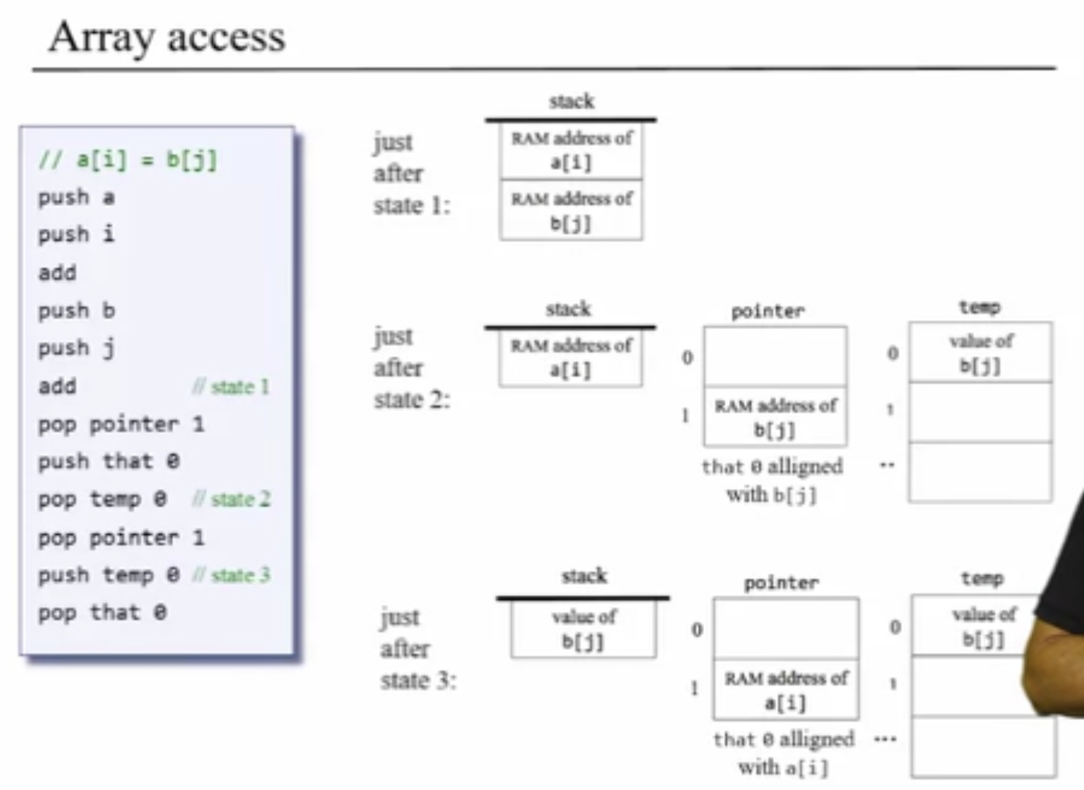 Array access
// a[i] = b[j]
push a
push i
add
push b
push j
add // state 1
pop pointer 1
push that 0
pop temp 0 // state 2
pop pointer 1
push temp 0 // state 3
pop that 0
just
after
state 1:
stack
RAM address of
a[i]
RAM address of
b[j]
just
after
state 2:
stack
RAM address of
a[i]
pointer
0
1
RAM address of
b[j]
that 0 alligned
with b[j]
temp
0
value of
b[j]
1
..
just
after
state 3:
stack
value of
b[j]
pointer
0
1
RAM address of
a[i]
that 0 alligned
with a[i]
temp
0
value of
b[j]
1
...